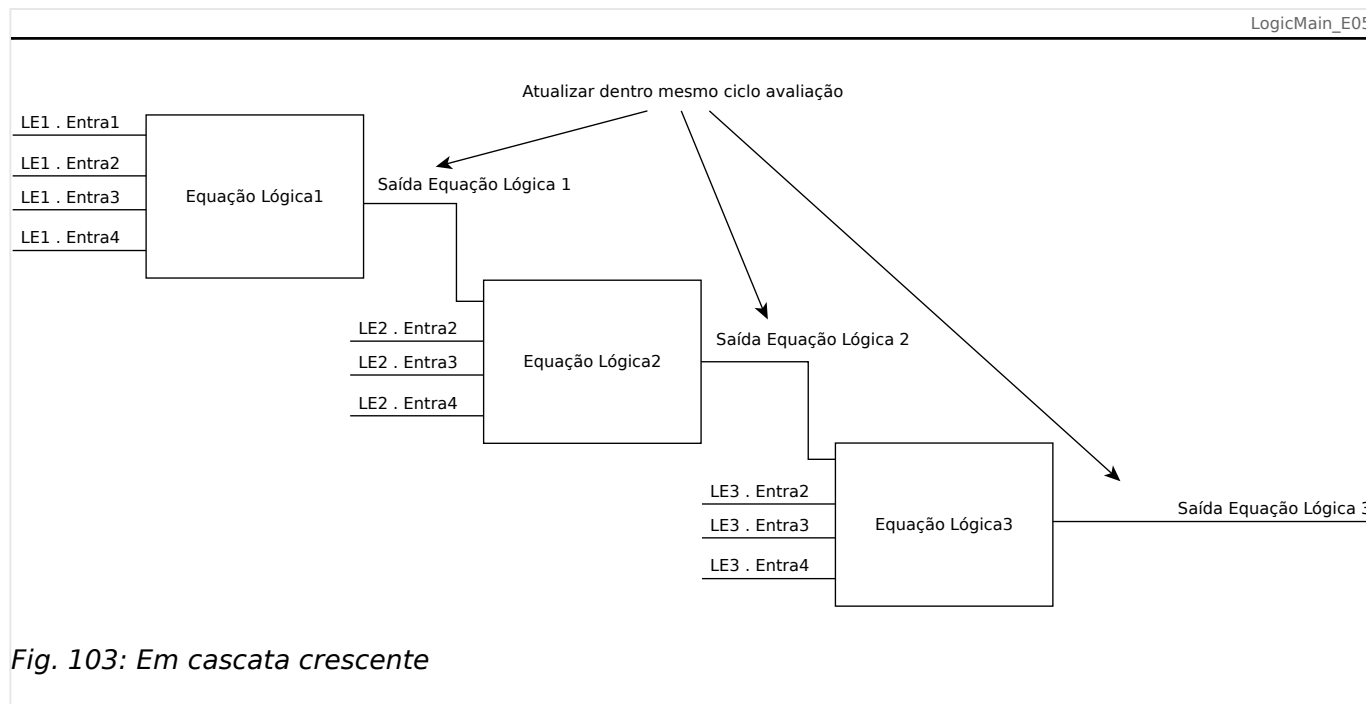 LogicMain_E05
Atualizar dentro mesmo ciclo avaliação
LE1 . Entra1
LE1 . Entra2
LE1 . Entra3
LE1 . Entra4
Equação Lógica1
Saída Equação Lógica 1
LE2 . Entra2
LE2 . Entra3
LE2 . Entra4
Equação Lógica2
Saída Equação Lógica 2
LE3 . Entra2
LE3 . Entra3
LE3 . Entra4
Equação Lógica3
Saída Equação Lógica 3
Fig. 103: Em cascata crescente